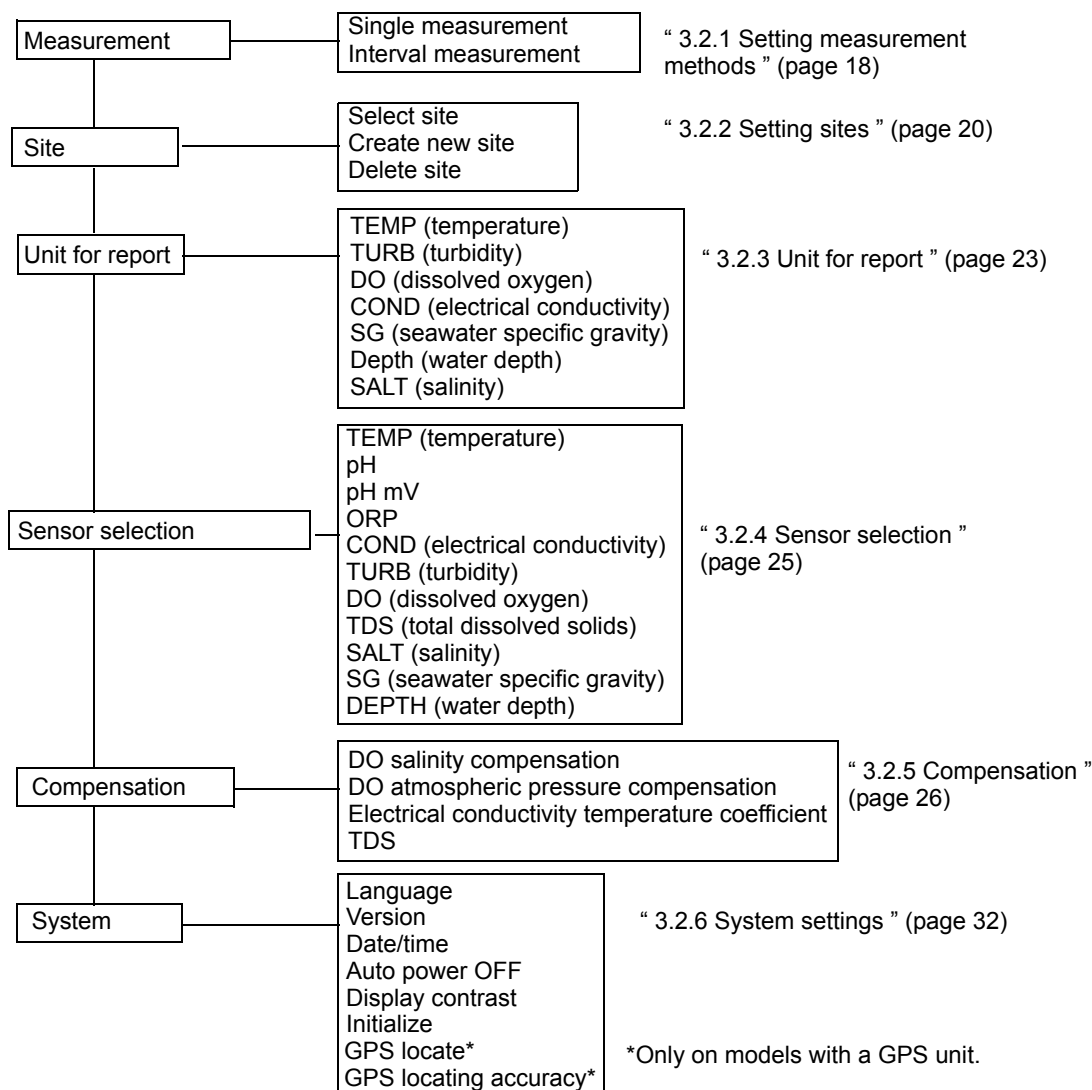 Measurement
Single measurement
Interval measurement
“ 3.2.1 Setting measurement
methods ” (page 18)
Site
Select site
Create new site
Delete site
“ 3.2.2 Setting sites ” (page 20)
Unit for report
TEMP (temperature)
TURB (turbidity)
DO (dissolved oxygen)
COND (electrical conductivity)
SG (seawater specific gravity)
Depth (water depth)
SALT (salinity)
“ 3.2.3 Unit for report ” (page 23)
Sensor selection
TEMP (temperature)
pH
pH mV
ORP
COND (electrical conductivity)
TURB (turbidity)
DO (dissolved oxygen)
TDS (total dissolved solids)
SALT (salinity)
SG (seawater specific gravity)
DEPTH (water depth)
“ 3.2.4 Sensor selection ”
(page 25)
Compensation
DO salinity compensation
DO atmospheric pressure compensation
Electrical conductivity temperature coefficient
TDS
“ 3.2.5 Compensation ”
(page 26)
System
Language
Version
Date/time
Auto power OFF
Display contrast
Initialize
GPS locate*
GPS locating accuracy*
“ 3.2.6 System settings ” (page 32)
*Only on models with a GPS unit.